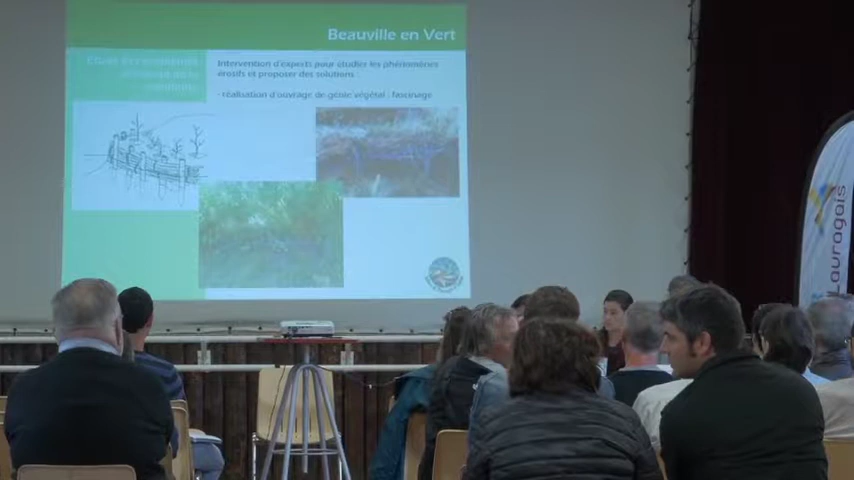 Beauville en Vert
Intervention d'experts pour étudier les phénomènes
érosifs et proposer des solutions :
- réalisation d'ouvrage de génie végétal : fascinage
Lauragais